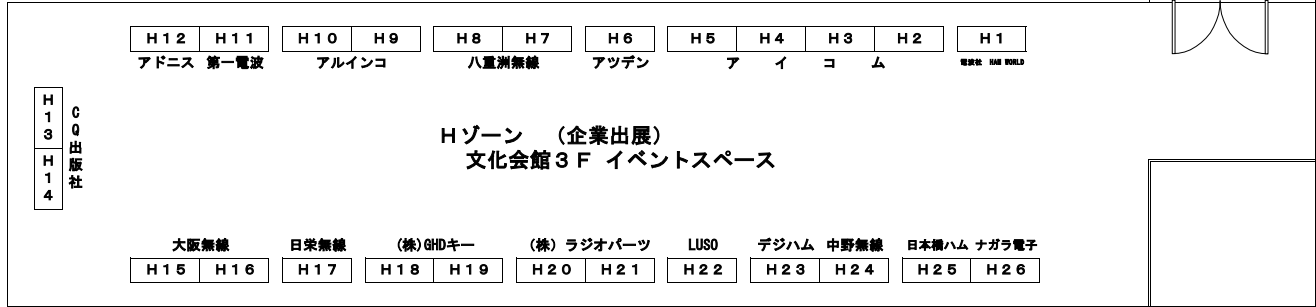 H12 H11 H10 H9 H8 H7 H6 H5 H4 H3 H2 H1
アドニス 第一電波 アルインコ 八重洲無線 アツデン アイコム 電波社 HAM WORLD
H13
H14
CQ出版社
Hゾーン (企業出展)
文化会館3F イベントスペース
大阪無線 日栄無線 (株)GHDキー (株)ラジオパーツ LUSO デジハム 中野無線 日本橋ハム ナガラ電子
H15 H16 H17 H18 H19 H20 H21 H22 H23 H24 H25 H26